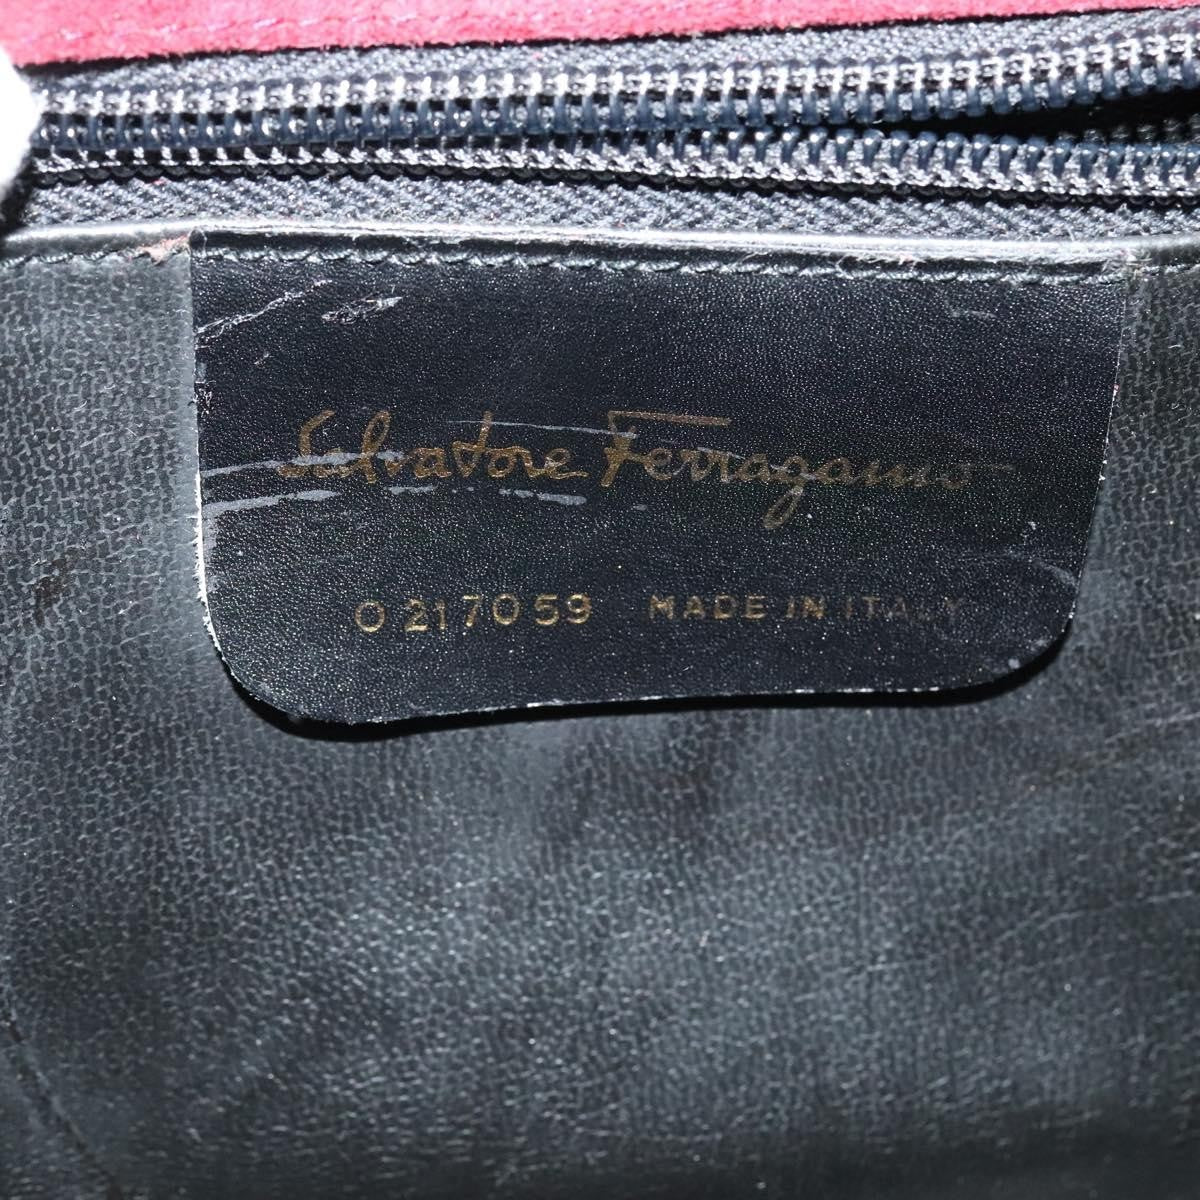 Salvatore Ferragamo
O 217059 MADE IN ITALY